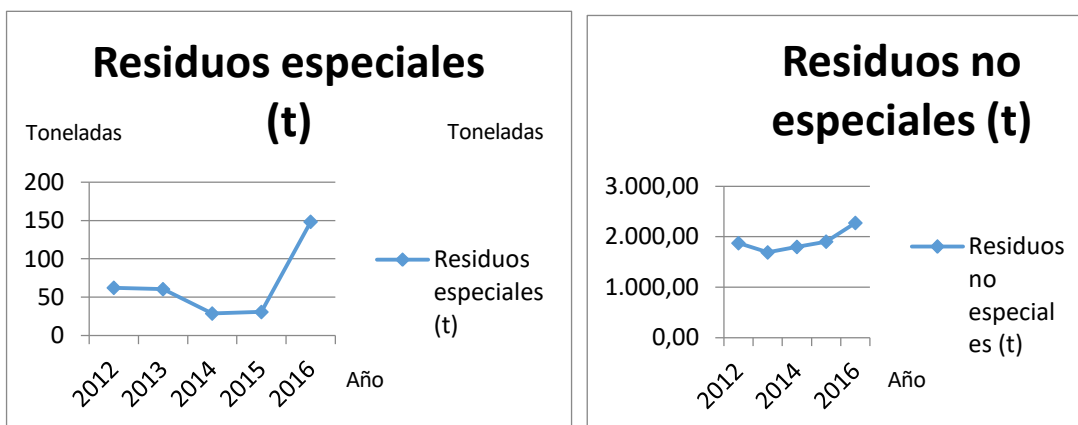 Residuos especiales
(t)
Toneladas
200
150
100
50
0
2012
2013
2014
2015
2016
Año
Residuos
especiales
(t)
Residuos no
especiales (t)
Toneladas
3.000,00
2.000,00
1.000,00
0,00
2012
2014
2016
Año
Residuos
no
especial
es (t)